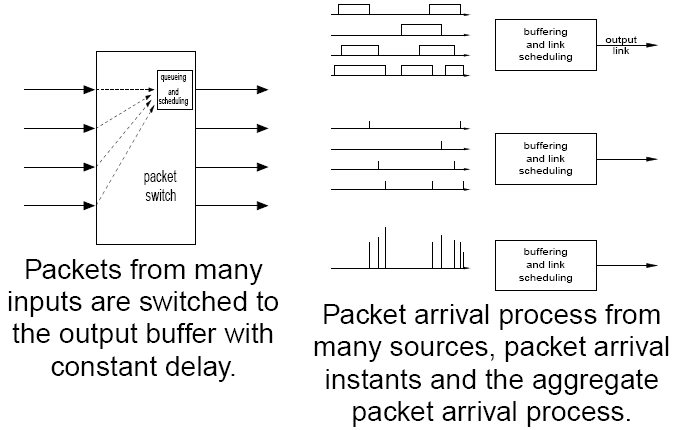 queueing
and
scheduling
packet
switch
Packets from many
inputs are switched to
the output buffer with
constant delay.
buffering
and link
scheduling
output
link
buffering
and link
scheduling
buffering
and link
scheduling
Packet arrival process from
many sources, packet arrival
instants and the aggregate
packet arrival process.